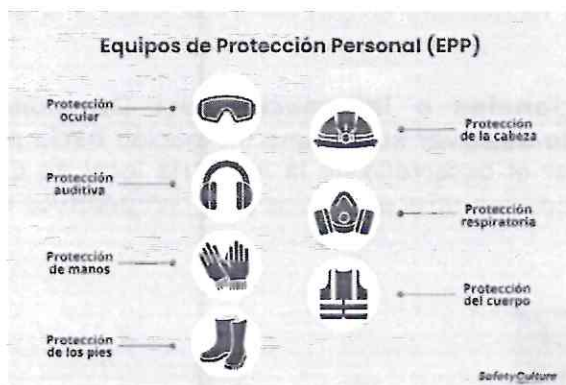 Equipos de Protección Personal (EPP)
Protección
ocular
Protección
de la cabeza
Protección
auditiva
Protección
respiratoria
Protección
de manos
Protección
del cuerpo
Protección
de los pies
SafetyCulture